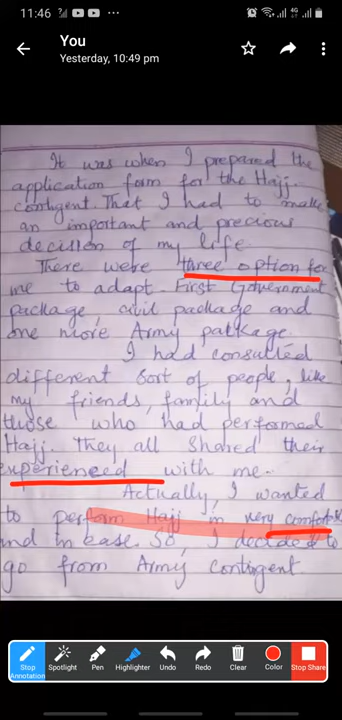 11:46
You
Yesterday, 10:49 pm
It was when I prepared the
application form for the Hajj.
contigent That I had to make
an important and precious
decision of my life
There were three option for
me to adapt. First Government
package, civil package and
one more Army package.
I had consulted
different sort of people, like
my friends, family and
those who had performed
Hajj. They all shared their
experienced with me.
Actually, I wanted
to perform Hajj in very comfortable
and in ease. So, I decided to
go from Army contingent.
Stop Annotation
Spotlight
Pen
Highlighter
Undo
Redo
Clear
Color
Stop Share